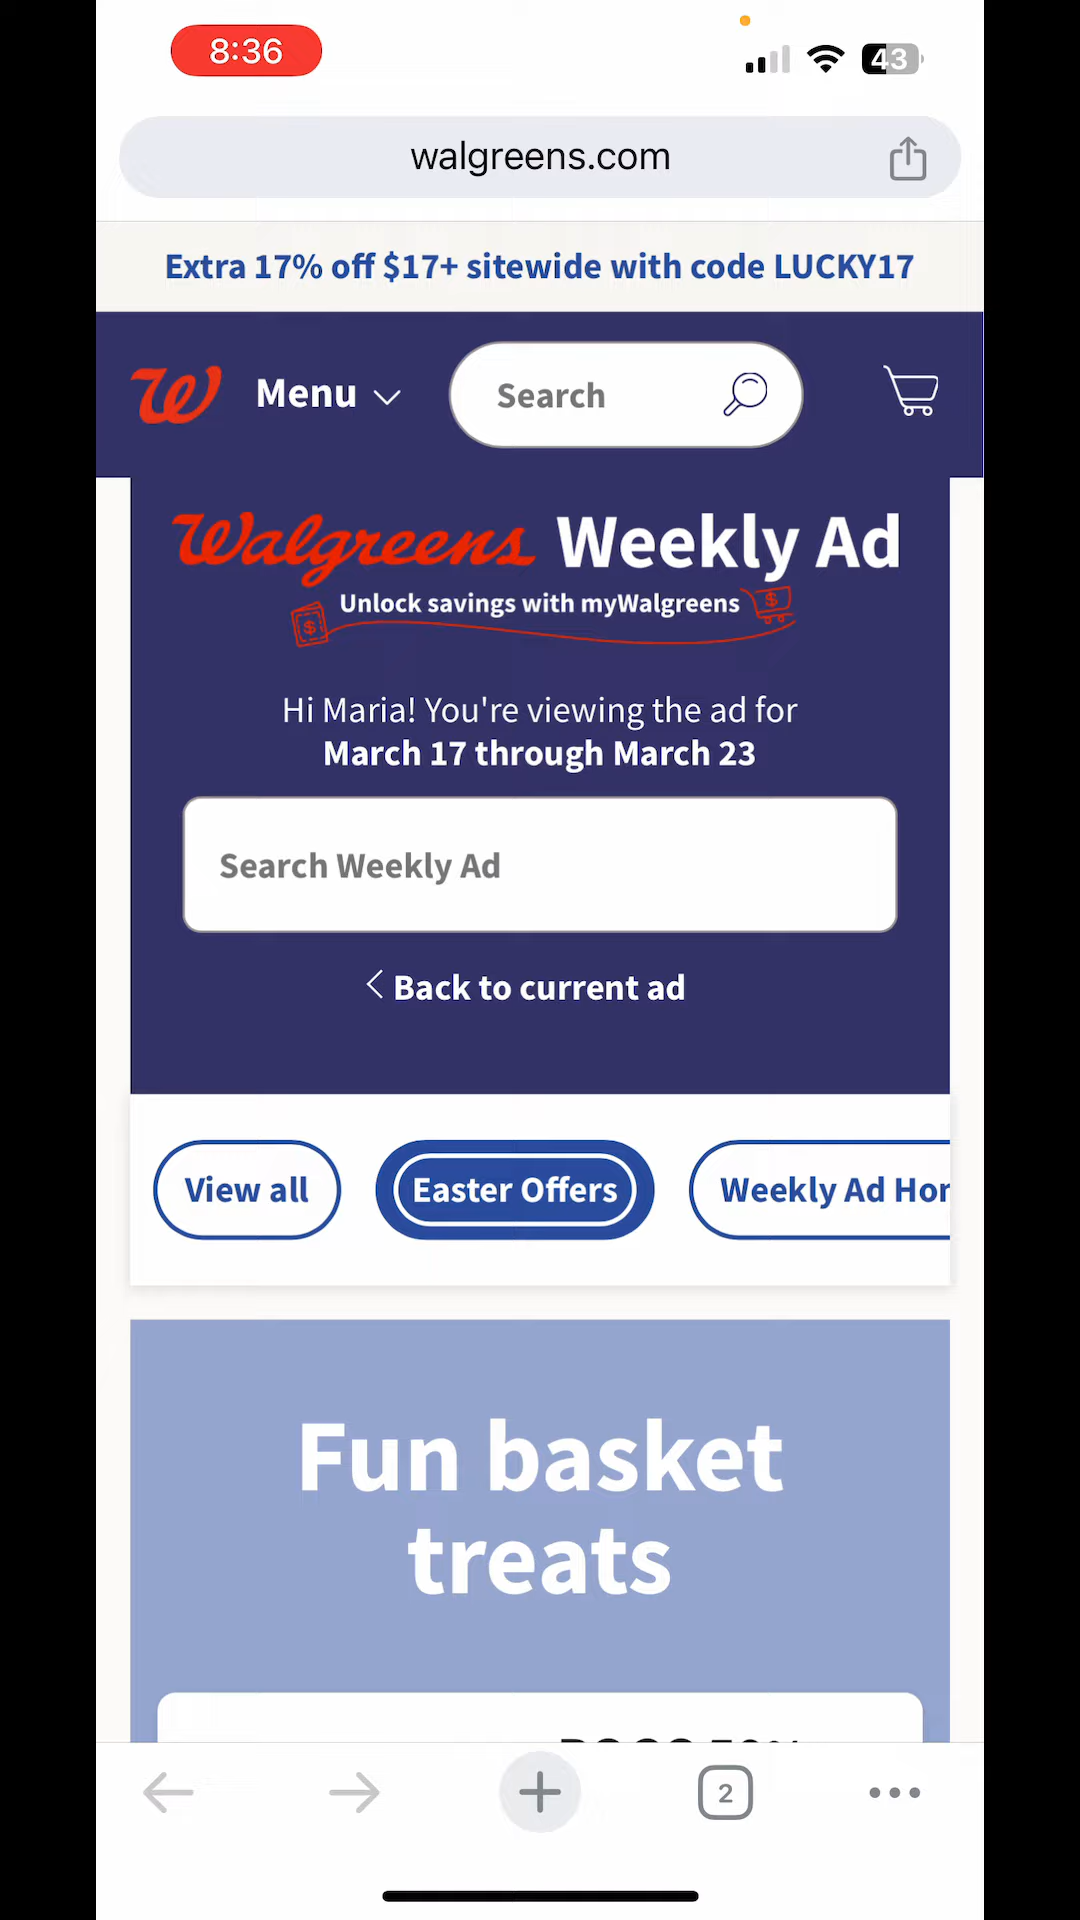 8:36
43
walgreens.com
Extra 17% off $17+ sitewide with code LUCKY17
W
Menu
Search
Walgreens Weekly Ad
Unlock savings with myWalgreens
$
$
Hi Maria! You're viewing the ad for
March 17 through March 23
Search Weekly Ad
Back to current ad
View all
Easter Offers
Weekly Ad Hor
Fun basket
treats
2